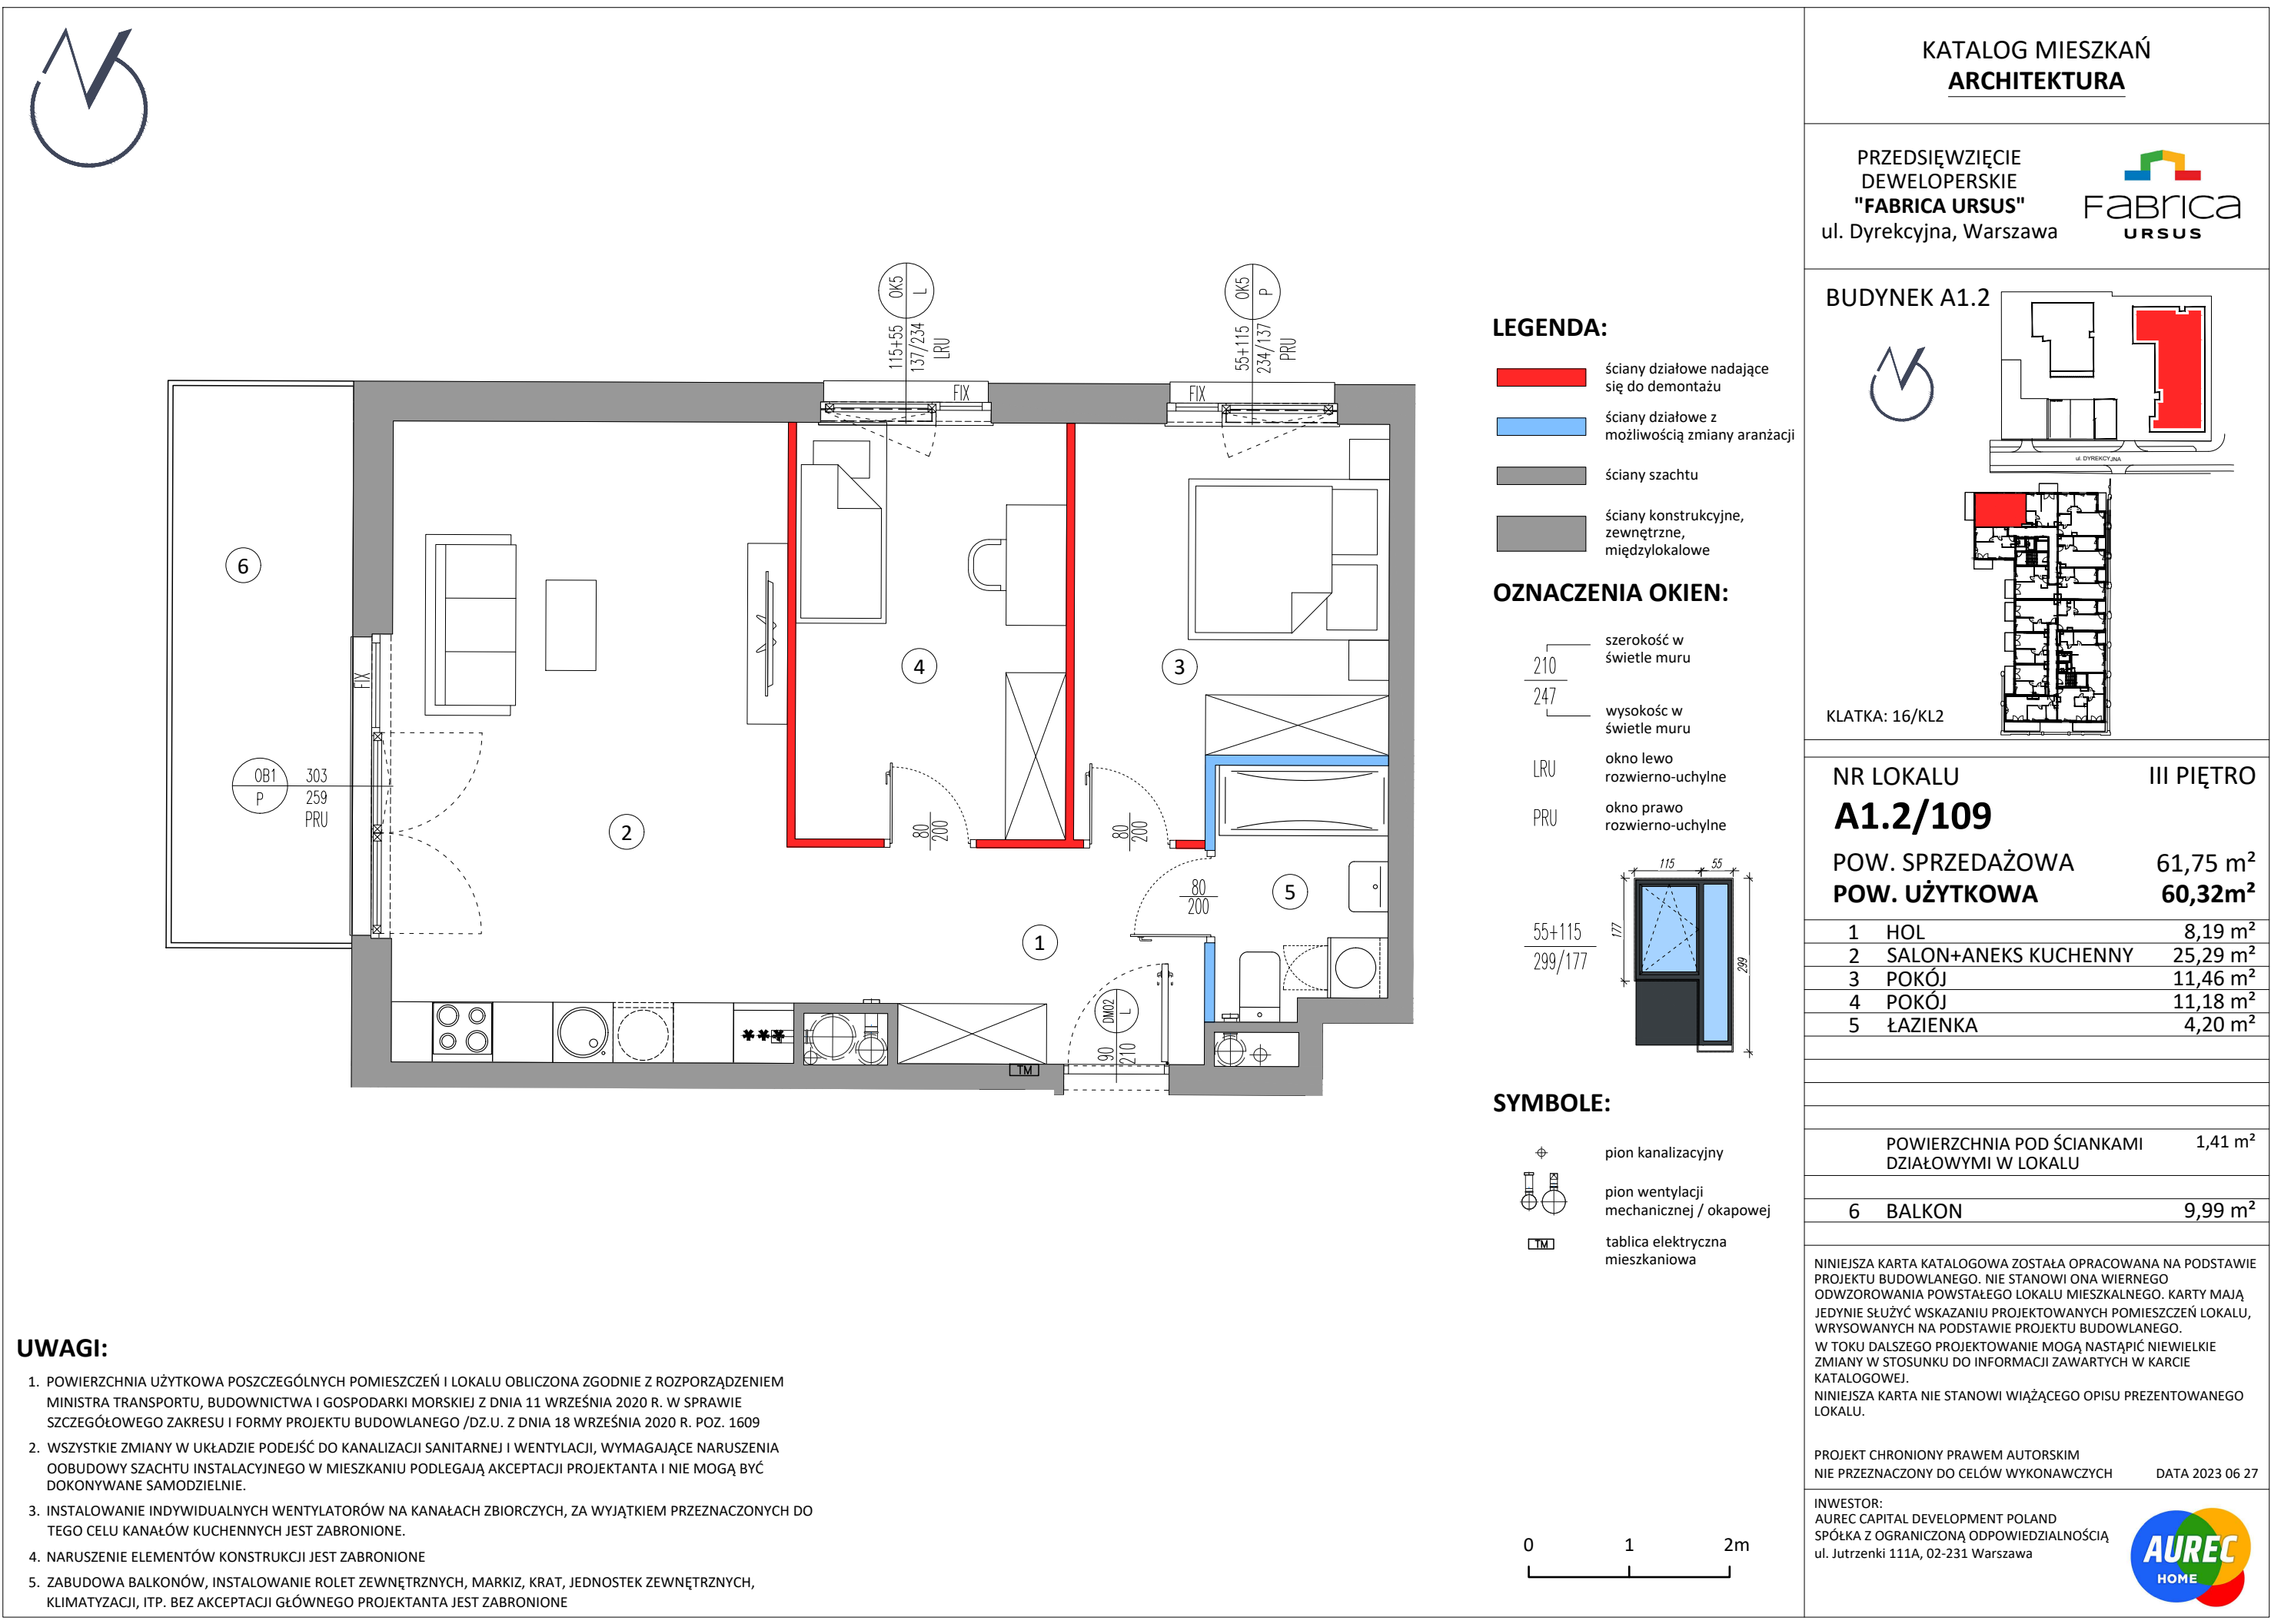 KATALOG MIESZKAŃ
ARCHITEKTURA
PRZEDSIĘWZIĘCIE
DEWELOPERSKIE
"FABRICA URSUS"
ul. Dyrekcyjna, Warszawa
FaBrICa
URSUS
BUDYNEK A1.2
ul. DYREKCYJNA
KLATKA: 16/KL2
NR LOKALU III PIĘTRO
A1.2/109
POW. SPRZEDAŻOWA 61,75 m²
POW. UŻYTKOWA 60,32m²
1 HOL 8,19 m²
2 SALON+ANEKS KUCHENNY 25,29 m²
3 POKÓJ 11,46 m²
4 POKÓJ 11,18 m²
5 ŁAZIENKA 4,20 m²
POWIERZCHNIA POD ŚCIANKAMI 1,41 m²
DZIAŁOWYMI W LOKALU
6 BALKON 9,99 m²
NINIEJSZA KARTA KATALOGOWA ZOSTAŁA OPRACOWANA NA PODSTAWIE
PROJEKTU BUDOWLANEGO. NIE STANOWI ONA WIERNEGO
ODWZOROWANIA POWSTAŁEGO LOKALU MIESZKALNEGO. KARTY MAJĄ
JEDYNIE SŁUŻYĆ WSKAZANIU PROJEKTOWANYCH POMIESZCZEŃ LOKALU,
WRYSOWANYCH NA PODSTAWIE PROJEKTU BUDOWLANEGO.
W TOKU DALSZEGO PROJEKTOWANIE MOGĄ NASTĄPIĆ NIEWIELKIE
ZMIANY W STOSUNKU DO INFORMACJI ZAWARTYCH W KARCIE
KATALOGOWEJ.
NINIEJSZA KARTA NIE STANOWI WIĄŻĄCEGO OPISU PREZENTOWANEGO
LOKALU.
PROJEKT CHRONIONY PRAWEM AUTORSKIM
NIE PRZEZNACZONY DO CELÓW WYKONAWCZYCH DATA 2023 06 27
INWESTOR:
AUREC CAPITAL DEVELOPMENT POLAND
SPÓŁKA Z OGRANICZONĄ ODPOWIEDZIALNOŚCIĄ
ul. Jutrzenki 111A, 02-231 Warszawa
AUREC
HOME
LEGENDA:
ściany działowe nadające
się do demontażu
ściany działowe z
możliwością zmiany aranżacji
ściany szachtu
ściany konstrukcyjne,
zewnętrzne,
międzylokalowe
OZNACZENIA OKIEN:
210
247
szerokość w
świetle muru
wysokośc w
świetle muru
LRU
okno lewo
rozwierno-uchylne
PRU
okno prawo
rozwierno-uchylne
55+115
299/177
115
55
177
299
SYMBOLE:
pion kanalizacyjny
pion wentylacji
mechanicznej / okapowej
TM
tablica elektryczna
mieszkaniowa
0 1 2m
OK5
L
115+55
137/234
LRU
FIX
OK5
P
55+115
234/137
PRU
FIX
6
4
3
FIX
OB1
P
303
259
PRU
2
80
200
80
200
80
200
5
1
DM02
L
90
210
TM
UWAGI:
1. POWIERZCHNIA UŻYTKOWA POSZCZEGÓLNYCH POMIESZCZEŃ I LOKALU OBLICZONA ZGODNIE Z ROZPORZĄDZENIEM
MINISTRA TRANSPORTU, BUDOWNICTWA I GOSPODARKI MORSKIEJ Z DNIA 11 WRZEŚNIA 2020 R. W SPRAWIE
SZCZEGÓŁOWEGO ZAKRESU I FORMY PROJEKTU BUDOWLANEGO /DZ.U. Z DNIA 18 WRZEŚNIA 2020 R. POZ. 1609
2. WSZYSTKIE ZMIANY W UKŁADZIE PODEJŚĆ DO KANALIZACJI SANITARNEJ I WENTYLACJI, WYMAGAJĄCE NARUSZENIA
OOBUDOWY SZACHTU INSTALACYJNEGO W MIESZKANIU PODLEGAJĄ AKCEPTACJI PROJEKTANTA I NIE MOGĄ BYĆ
DOKONYWANE SAMODZIELNIE.
3. INSTALOWANIE INDYWIDUALNYCH WENTYLATORÓW NA KANAŁACH ZBIORCZYCH, ZA WYJĄTKIEM PRZEZNACZONYCH DO
TEGO CELU KANAŁÓW KUCHENNYCH JEST ZABRONIONE.
4. NARUSZENIE ELEMENTÓW KONSTRUKCJI JEST ZABRONIONE
5. ZABUDOWA BALKONÓW, INSTALOWANIE ROLET ZEWNĘTRZNYCH, MARKIZ, KRAT, JEDNOSTEK ZEWNĘTRZNYCH,
KLIMATYZACJI, ITP. BEZ AKCEPTACJI GŁÓWNEGO PROJEKTANTA JEST ZABRONIONE